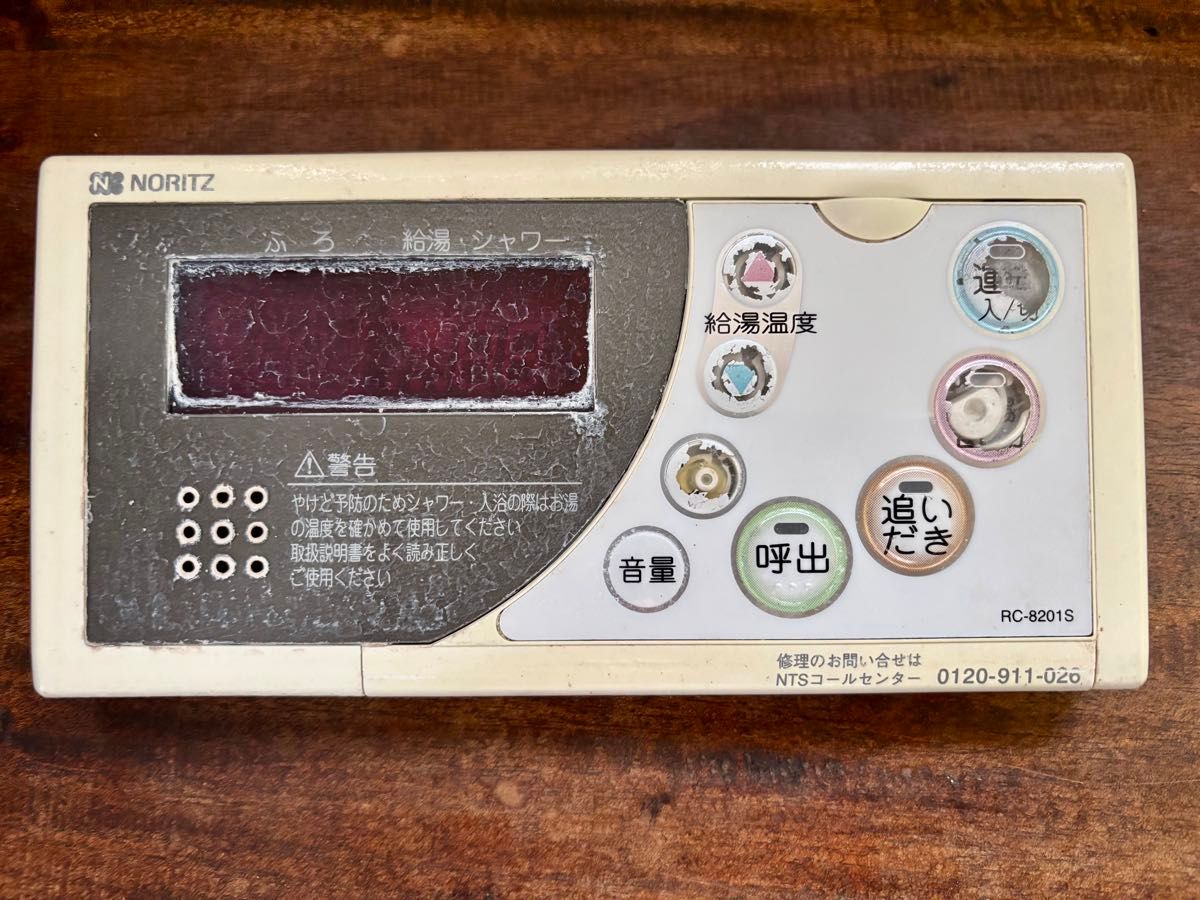 NORITZ
ふろ 給湯・シャワー
給湯温度
入/切
⚠警告
やけど予防のためシャワー・入浴の際はお湯
の温度を確かめて使用してください
取扱説明書をよく読み正しく
ご使用ください
追い
だき
呼出
音量
RC-8201S
修理のお問い合せは
NTSコールセンター 0120-911-026